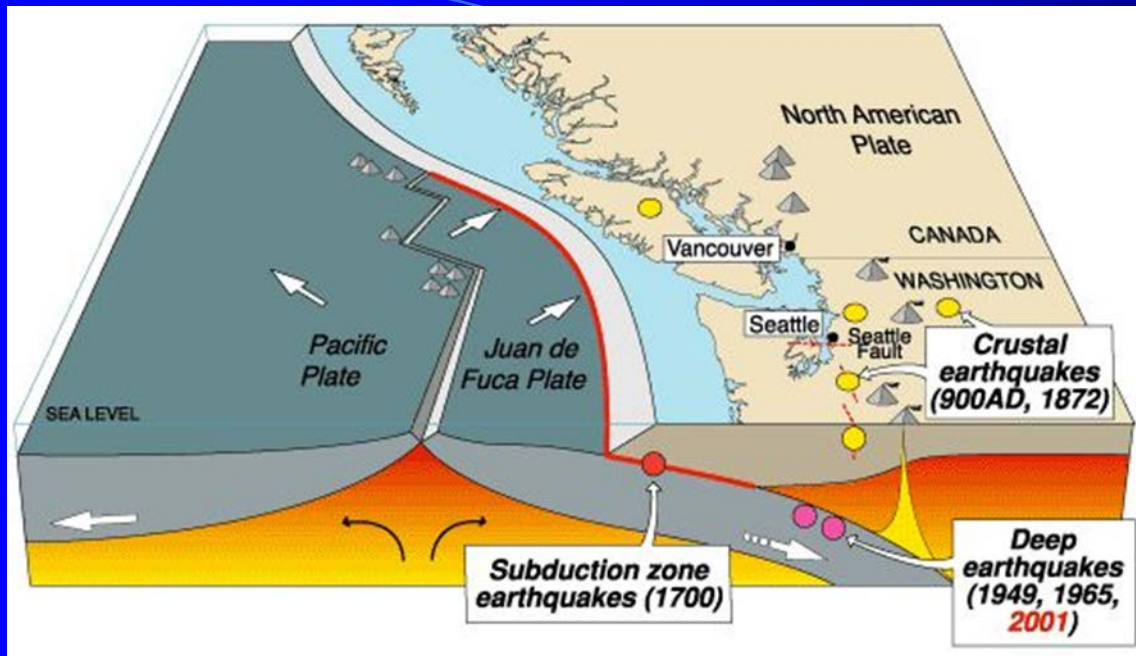 North American
Plate
CANADA
Vancouver
WASHINGTON
Seattle
Seattle
Fault
Pacific
Plate
Juan de
Fuca Plate
Crustal
earthquakes
(900AD, 1872)
SEA LEVEL
Subduction zone
earthquakes (1700)
Deep
earthquakes
(1949, 1965,
2001)